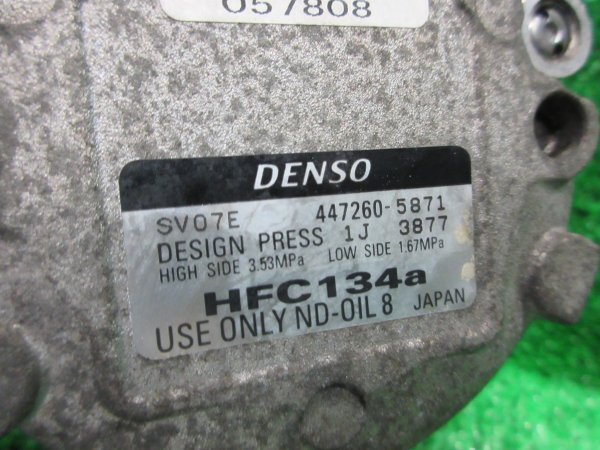 057808
DENSO
SV07E 447260-5871
DESIGN PRESS 1J 3877
HIGH SIDE 3.53MPa LOW SIDE 1.67MPa
HFC134a
USE ONLY ND-OIL 8 JAPAN